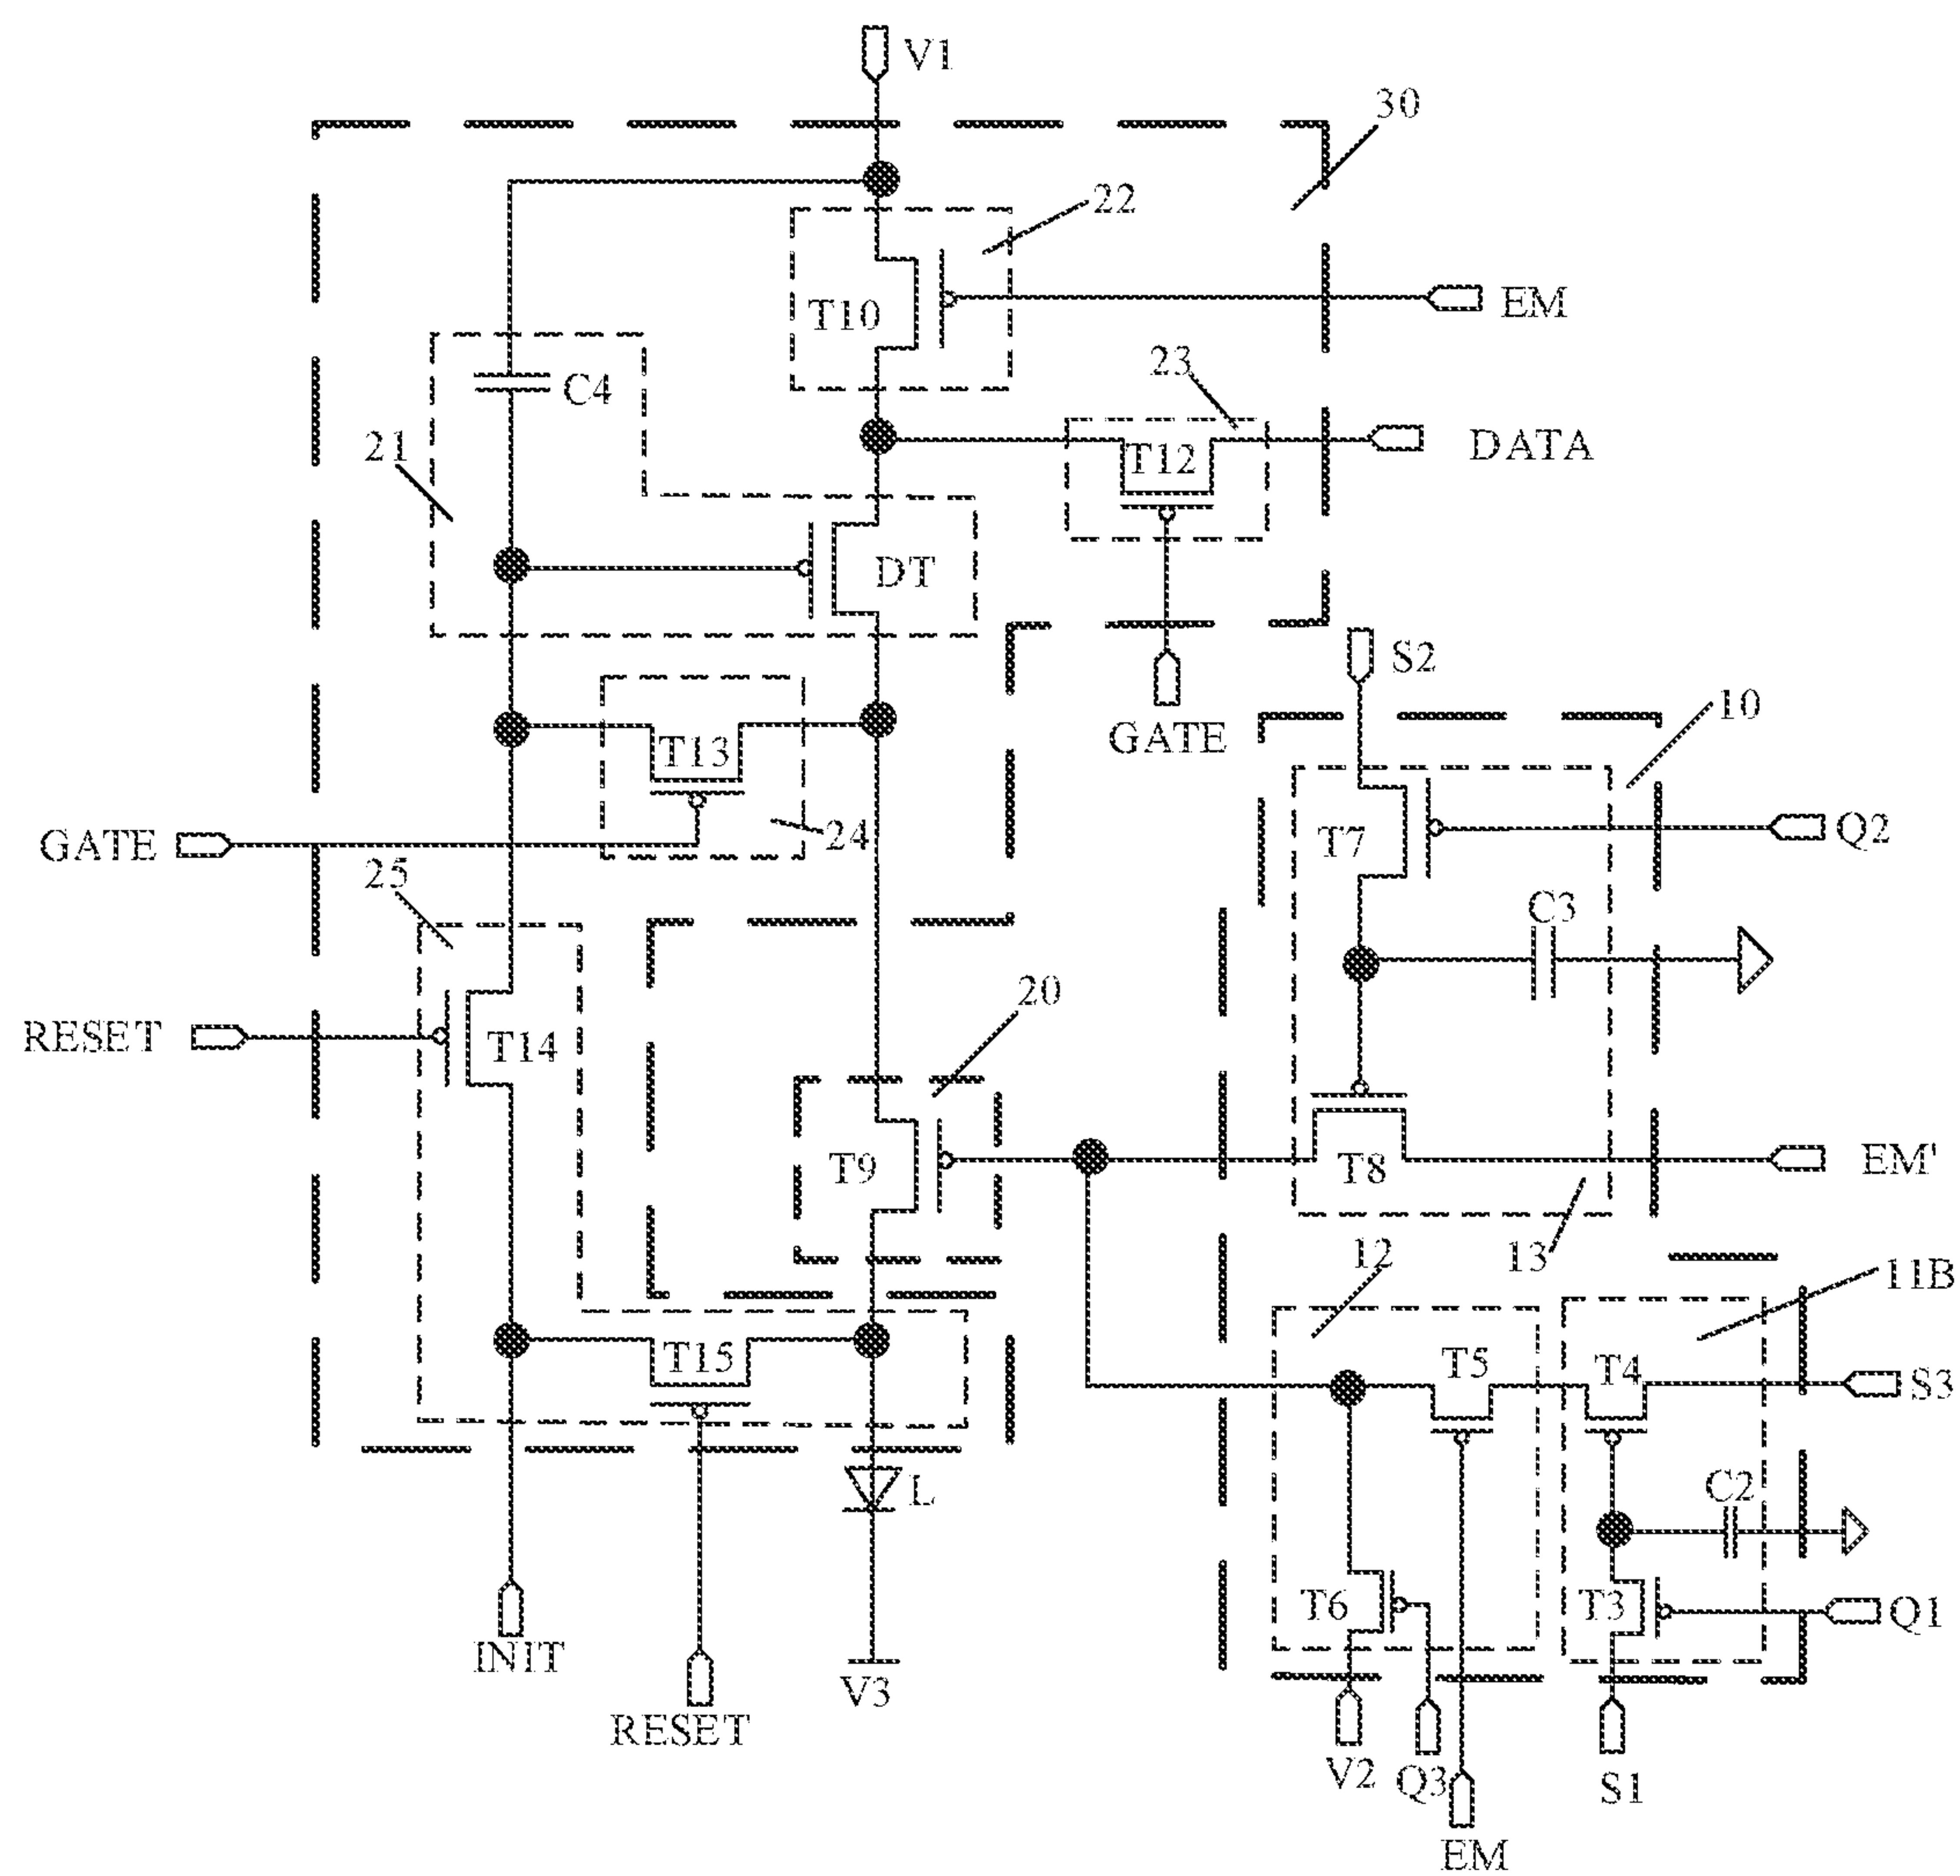 V1
30
22
T10
EM
C4
23
21
T12
DATA
DT
S2
10
GATE
T13
24
T7
Q2
GATE
25
C3
20
RESET
T14
T9
T8
EM'
12
13
11B
T15
T5
T4
S3
L
C2
T6
T3
Q1
INIT
V3
RESET
V2
Q3
S1
EM